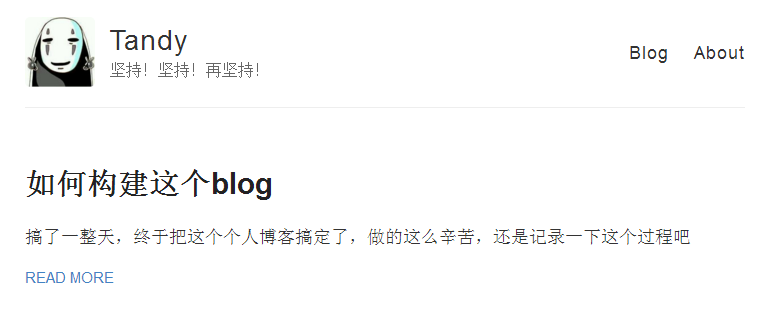 Tandy
坚持！坚持！再坚持！
Blog About
如何构建这个blog
搞了一整天，终于把这个个人博客搞定了，做的这么辛苦，还是记录一下这个过程吧
READ MORE